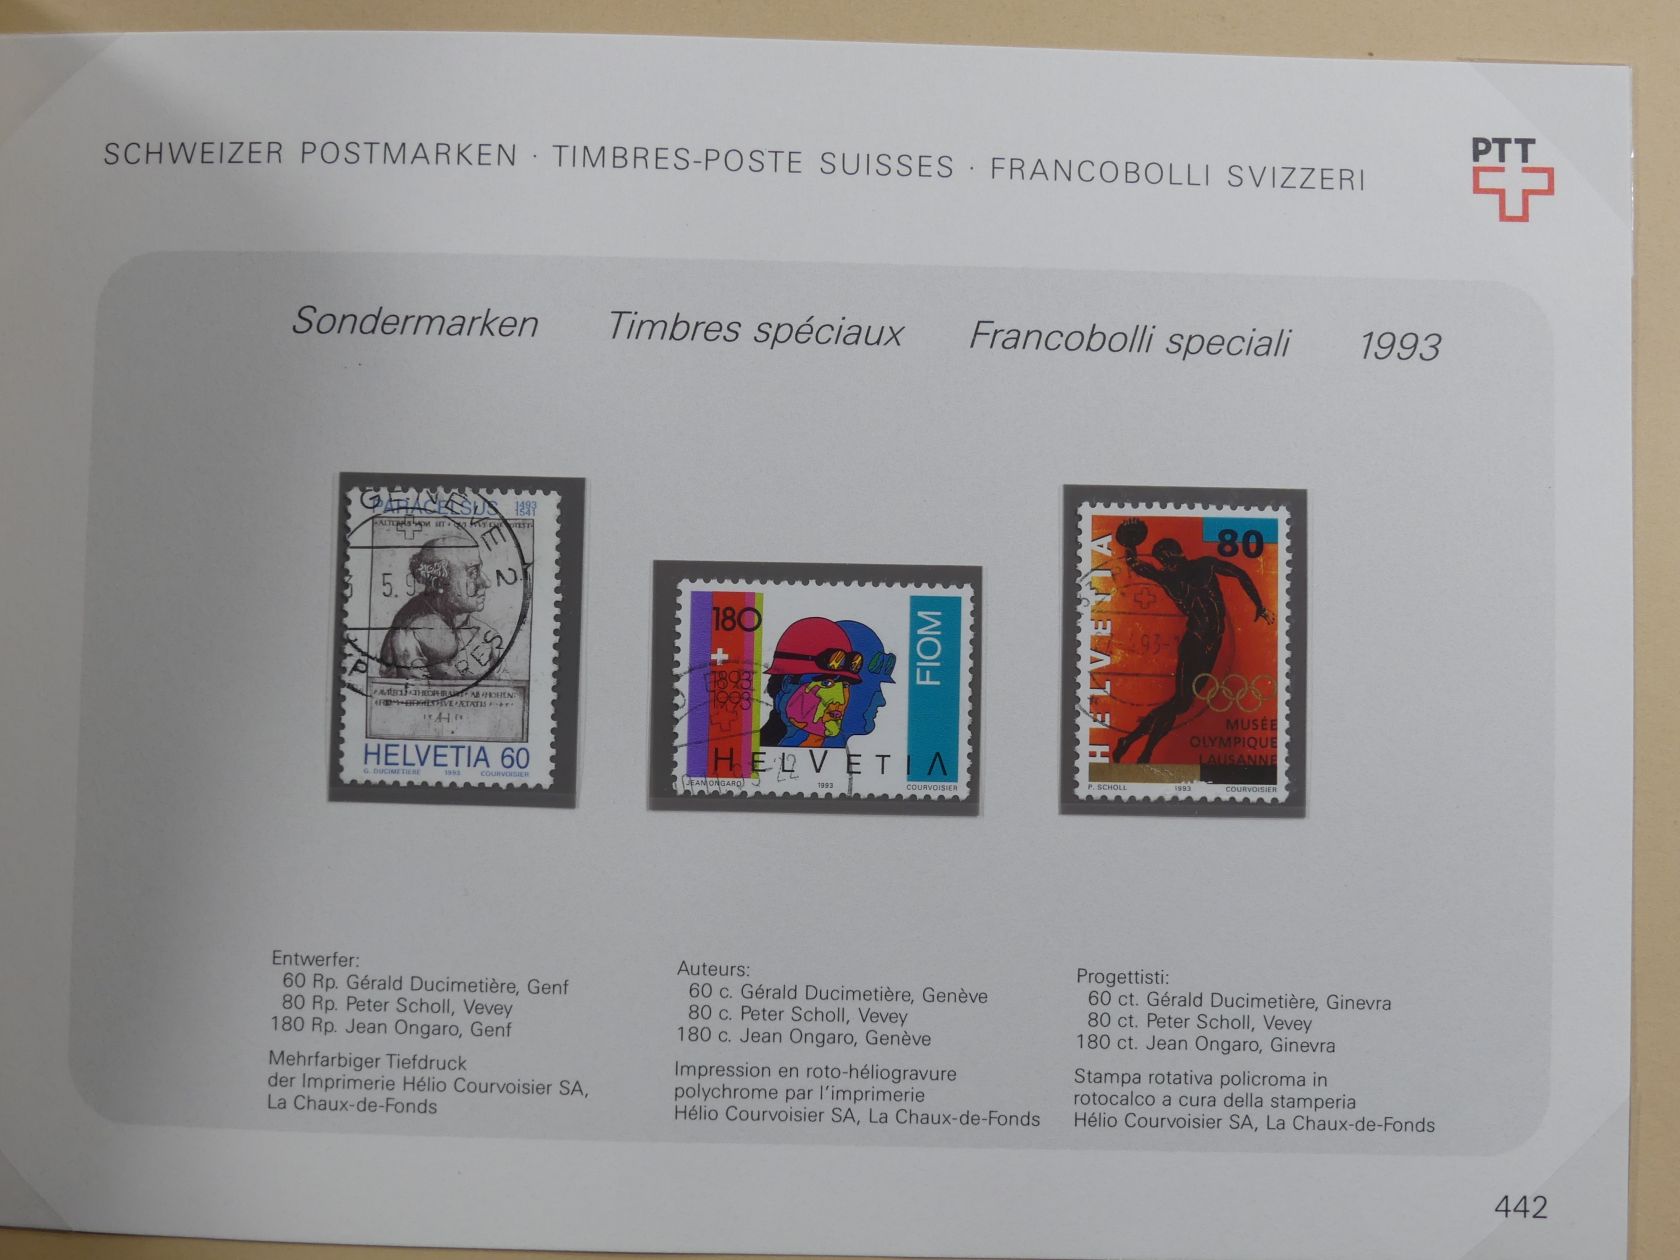 SCHWEIZER POSTMARKEN · TIMBRES-POSTE SUISSES · FRANCOBOLLI SVIZZERI
PTT
Sondermarken Timbres spéciaux Francobolli speciali 1993
PARACELSUS 1493
1541
GENÈVE 2
5.9
HELVETIA 60
G. DUCIMETIERE 1993 COURVOISIER
180
1893
1993
FIOM
HELVETIA
JEAN ONGARO 1993 COURVOISIER
80
HELVETIA
MUSÉE
OLYMPIQUE
LAUSANNE
P. SCHOLL 1993 COURVOISIER
Entwerfer:
60 Rp. Gérald Ducimetière, Genf
80 Rp. Peter Scholl, Vevey
180 Rp. Jean Ongaro, Genf
Mehrfarbiger Tiefdruck
der Imprimerie Hélio Courvoisier SA,
La Chaux-de-Fonds
Auteurs:
60 c. Gérald Ducimetière, Genève
80 c. Peter Scholl, Vevey
180 c. Jean Ongaro, Genève
Impression en roto-héliogravure
polychrome par l'imprimerie
Hélio Courvoisier SA, La Chaux-de-Fonds
Progettisti:
60 ct. Gérald Ducimetière, Ginevra
80 ct. Peter Scholl, Vevey
180 ct. Jean Ongaro, Ginevra
Stampa rotativa policroma in
rotocalco a cura della stamperia
Hélio Courvoisier SA, La Chaux-de-Fonds
442